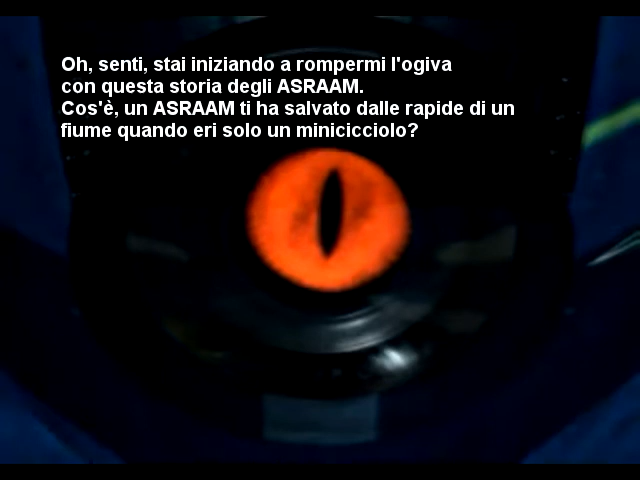 Oh, senti, stai iniziando a rompermi l'ogiva
con questa storia degli ASRAAM.
Cos'è, un ASRAAM ti ha salvato dalle rapide di un
fiume quando eri solo un minicicciolo?